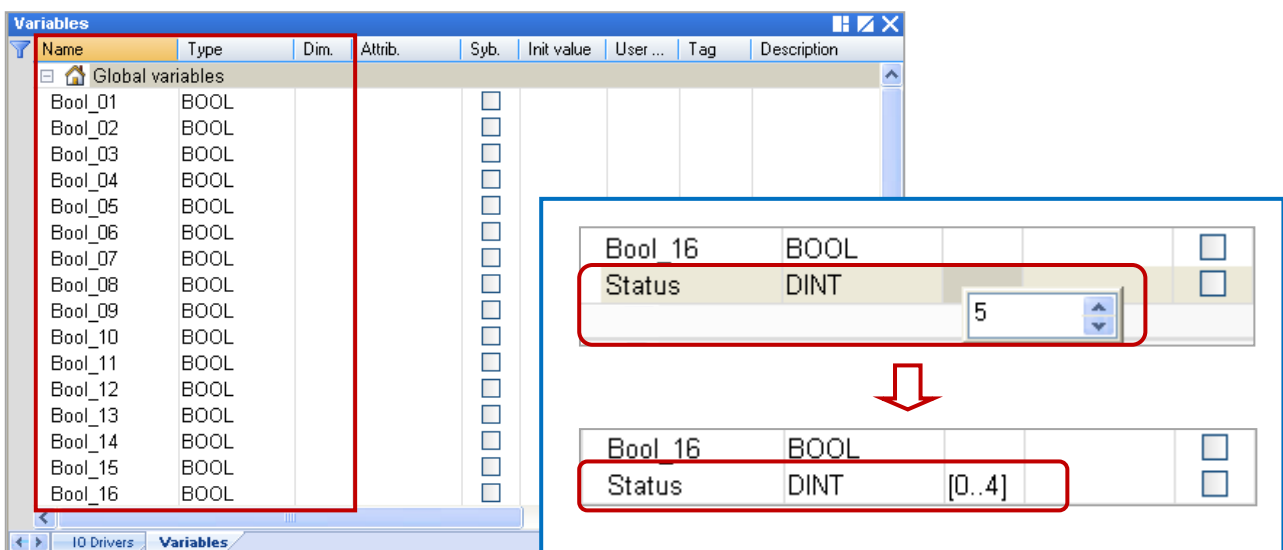 Variables
Name Type Dim. Attrib. Syb. Init value User ... Tag Description
Global variables
Bool_01 BOOL
Bool_02 BOOL
Bool_03 BOOL
Bool_04 BOOL
Bool_05 BOOL
Bool_06 BOOL
Bool_07 BOOL
Bool_08 BOOL
Bool_09 BOOL
Bool_10 BOOL
Bool_11 BOOL
Bool_12 BOOL
Bool_13 BOOL
Bool_14 BOOL
Bool_15 BOOL
Bool_16 BOOL
IO Drivers Variables
Bool_16 BOOL
Status DINT
5
Bool_16 BOOL
Status DINT [0..4]